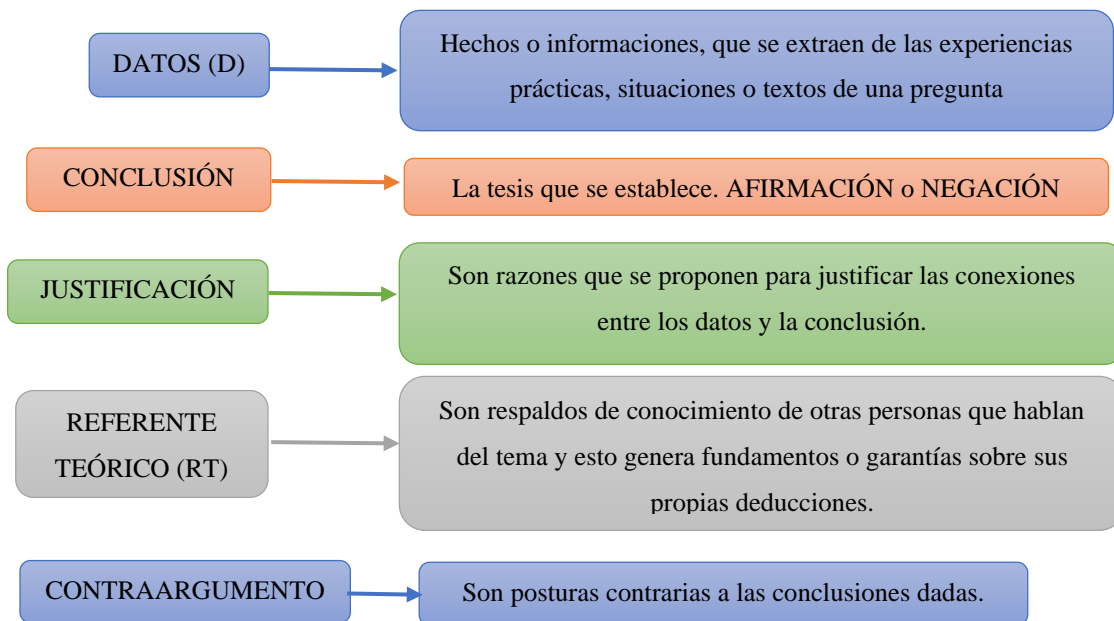 DATOS (D)
Hechos o informaciones, que se extraen de las experiencias
prácticas, situaciones o textos de una pregunta
CONCLUSIÓN
La tesis que se establece. AFIRMACIÓN o NEGACIÓN
JUSTIFICACIÓN
Son razones que se proponen para justificar las conexiones
entre los datos y la conclusión.
REFERENTE
TEÓRICO (RT)
Son respaldos de conocimiento de otras personas que hablan
del tema y esto genera fundamentos o garantías sobre sus
propias deducciones.
CONTRAARGUMENTO
Son posturas contrarias a las conclusiones dadas.